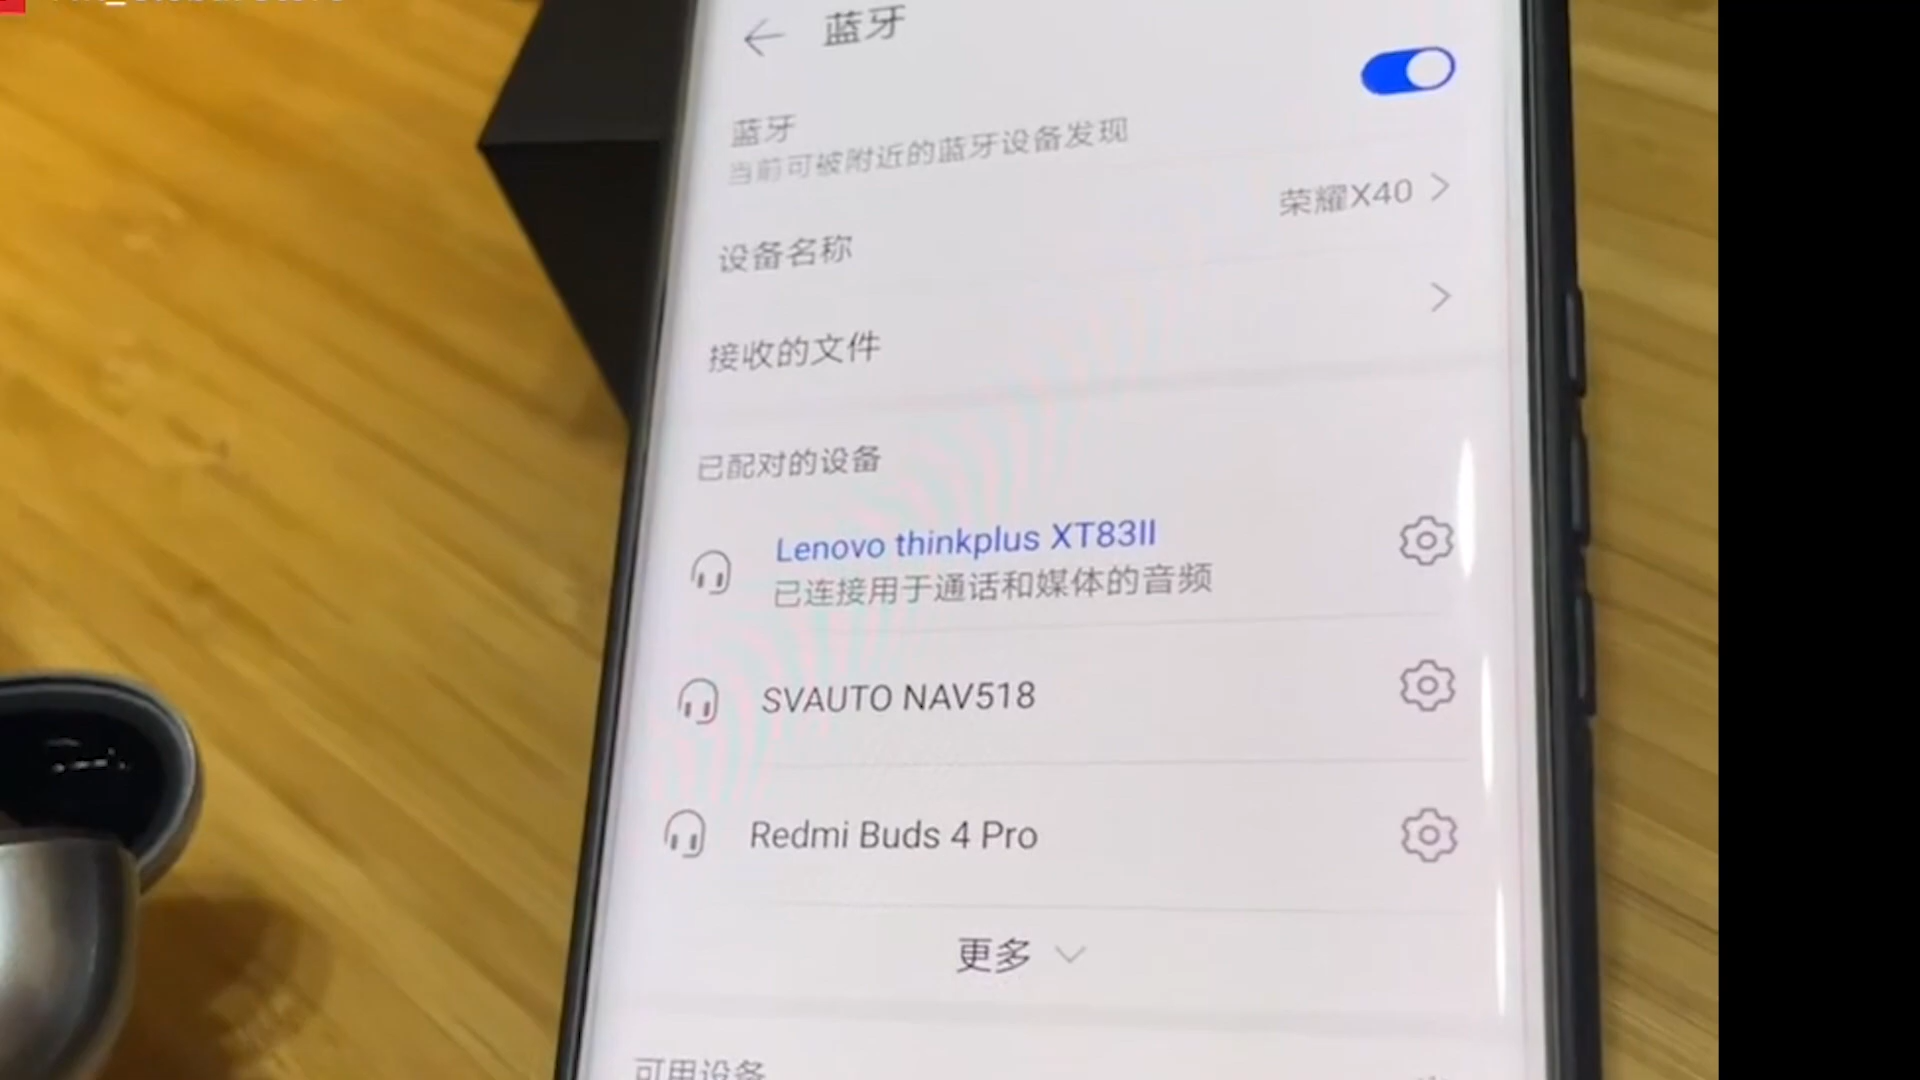 蓝牙
蓝牙
当前可被附近的蓝牙设备发现
设备名称
荣耀X40
接收的文件
已配对的设备
Lenovo thinkplus XT83II
已连接用于通话和媒体的音频
SVAUTO NAV518
Redmi Buds 4 Pro
更多
可用设备